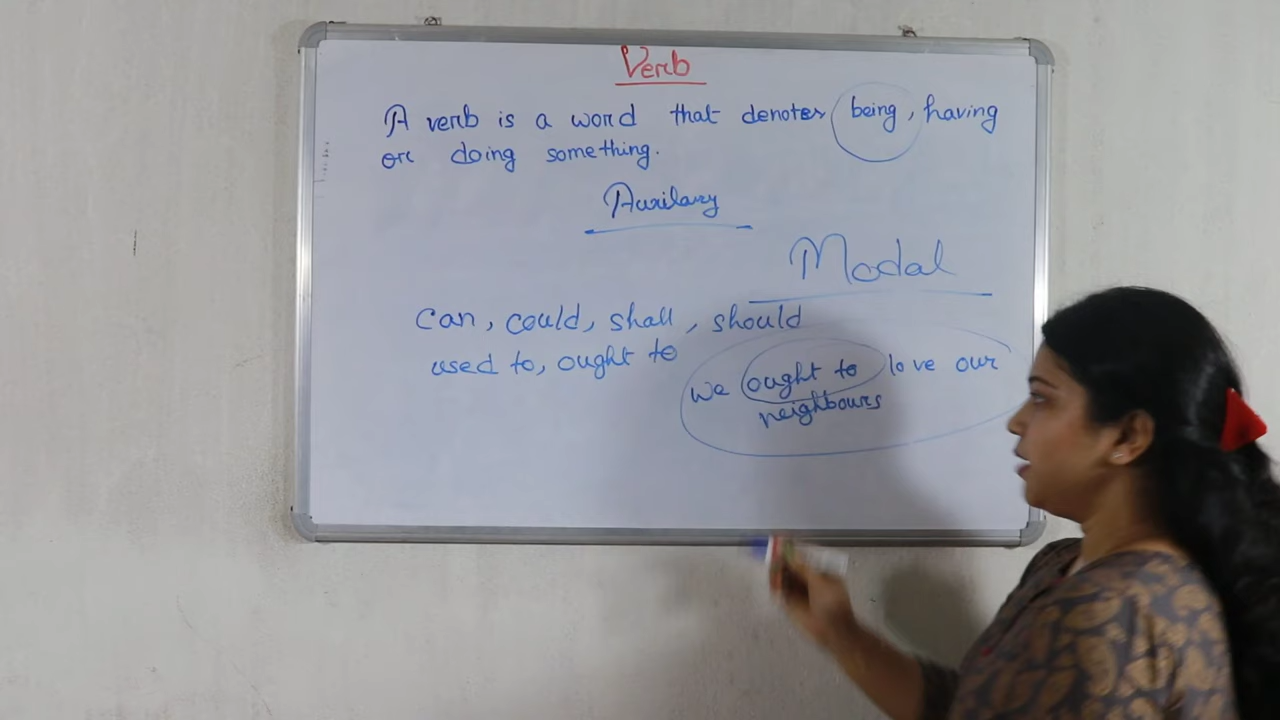 Verb
A verb is a word that denotes being, having
or doing something.
Auxilary
Modal
can, could, shall, should
used to, ought to
we ought to love our
neighbours